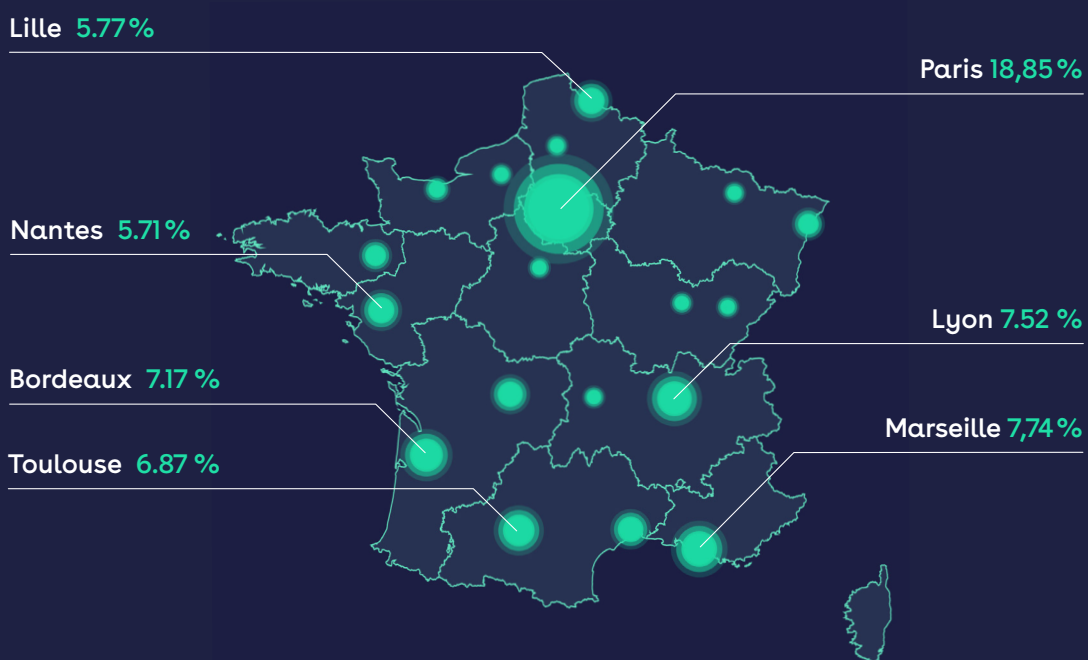 Lille 5.77%
Paris 18,85%
Nantes 5.71%
Lyon 7.52 %
Bordeaux 7.17 %
Marseille 7,74%
Toulouse 6.87 %